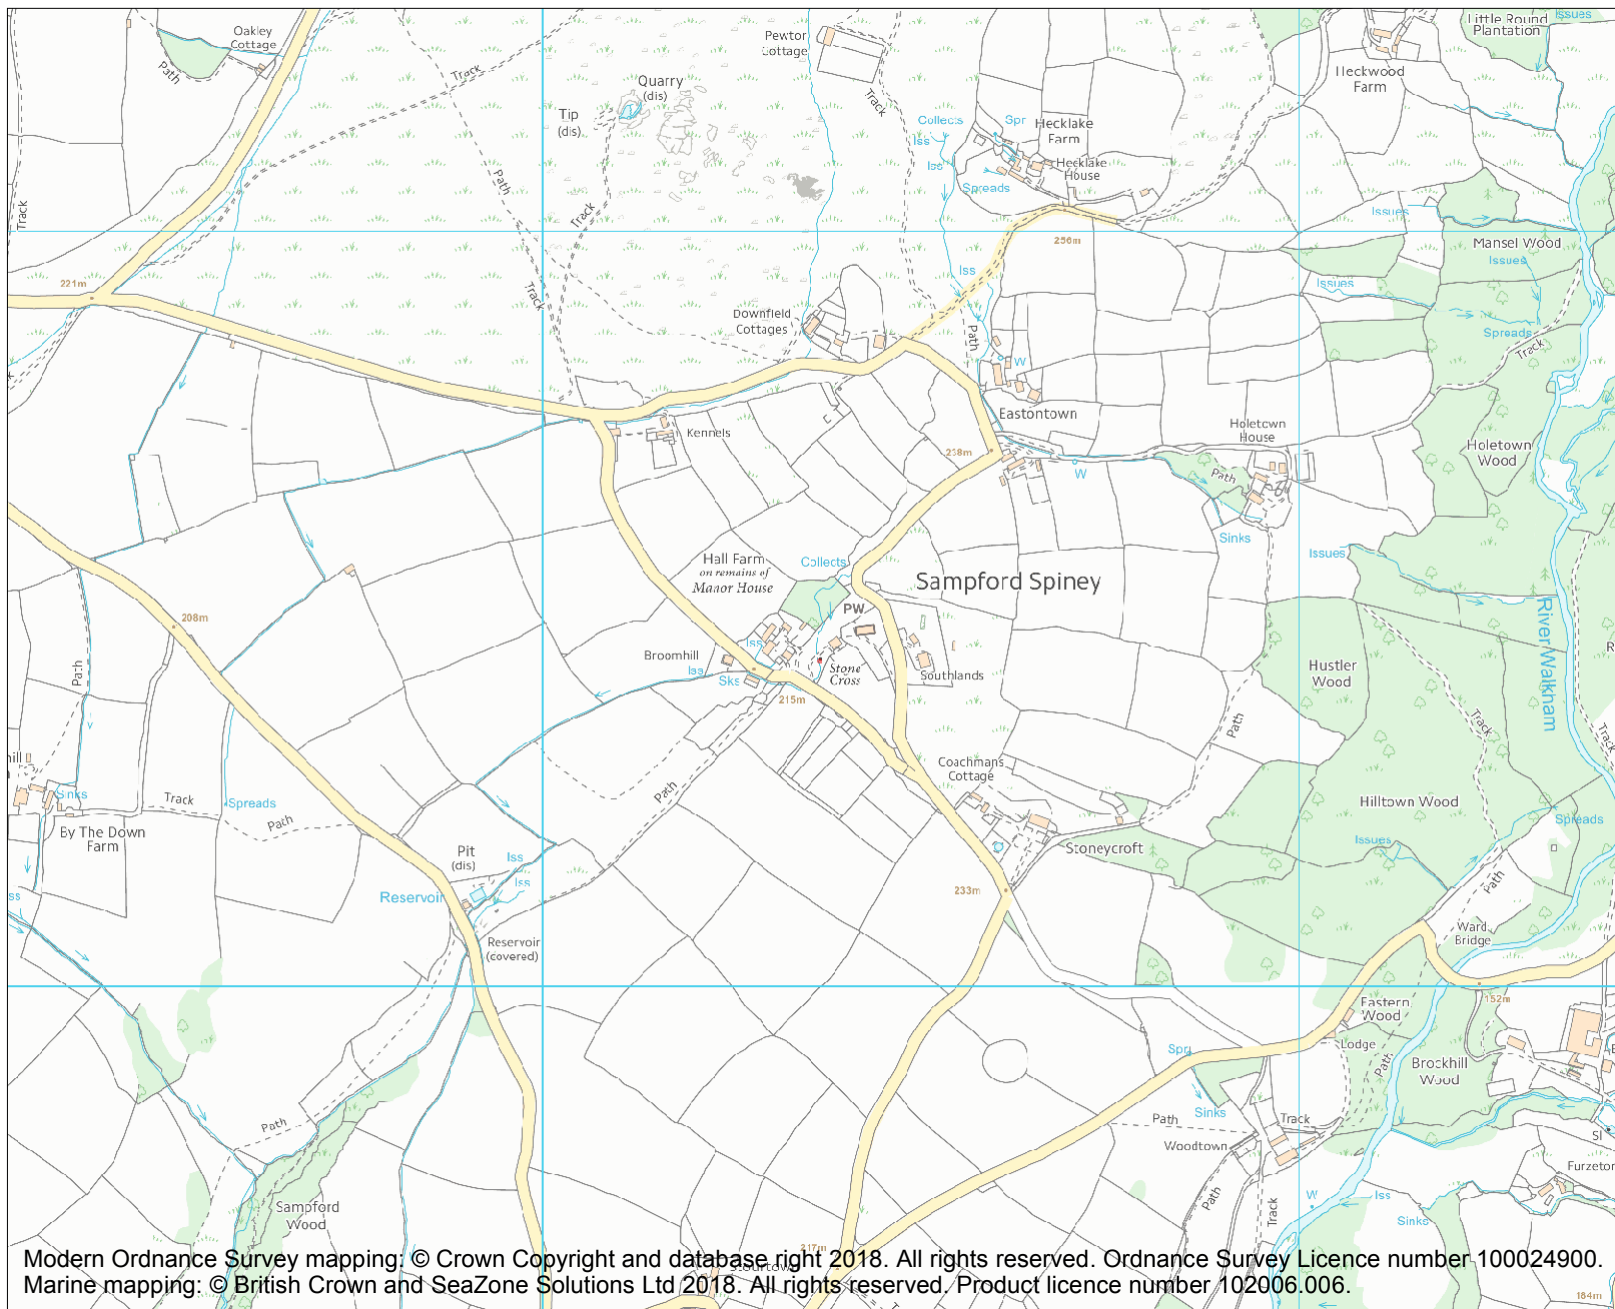 Oakley
Cottage
Path
Track
Quarry
(dis)
Tip
(dis)
Pewtor
Cottage
Track
Collects
Iss
Iss
Spr
Hecklake
Farm
Hecklake
House
Spreads
Heckwood
Farm
Little Round
Plantation
Issues
Track
Path
Track
Issues
Mansel Wood
Issues
Issues
Spreads
Track
256m
Iss
221m
Track
Downfield
Cottages
Path
W
Eastontown
Holetown
House
Holetown
Wood
Path
Kennels
E T
238m
W
Sinks
Issues
Hall Farm
on remains of
Manor House
Collects
Sampford Spiney
PW
208m
Path
Broomhill
Iss
Iss
Sks
Stone
Cross
Southlands
215m
Hustler
Wood
River Walkham
Path
Track
Track
Coachmans
Cottage
Path
Sinks
Track
Spreads
Path
By The Down
Farm
Hilltown Wood
Issues
Spreads
Stoneycroft
Pit
(dis)
Iss
Iss
Reservoir
233m
Path
Ward
Bridge
Reservoir
(covered)
152m
Eastern
Wood
Lodge
Path
Brockhill
Wood
Spr
Sinks
Path
Track
Woodtown
Path
Sampford
Wood
Path
Track
W
Iss
Sinks
Furzetor
217m
184m
Modern Ordnance Survey mapping: © Crown Copyright and database right 2018. All rights reserved. Ordnance Survey Licence number 100024900.
Marine mapping: © British Crown and SeaZone Solutions Ltd 2018. All rights reserved. Product licence number 102006.006.